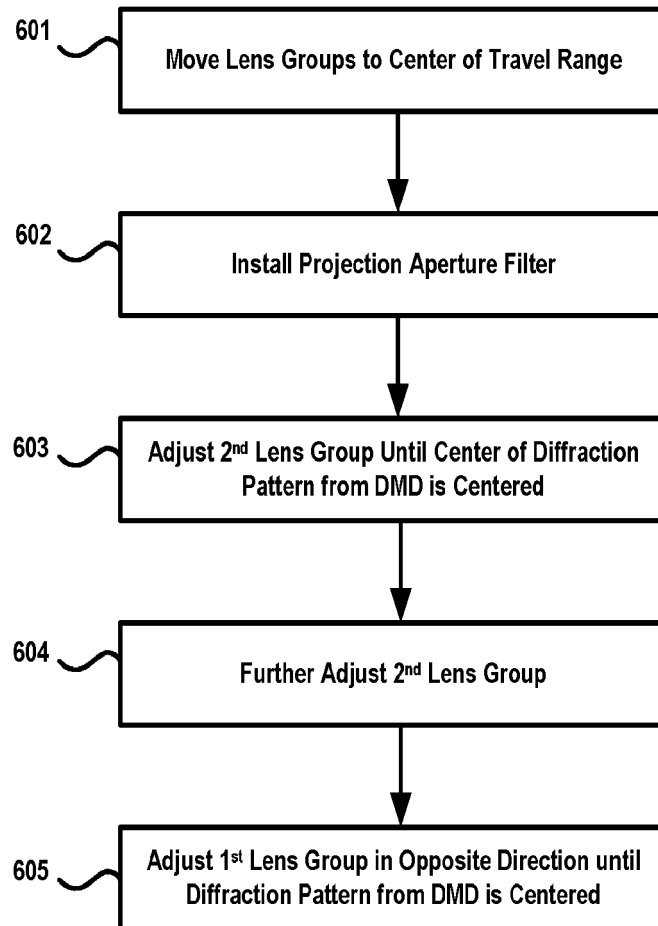 601
Move Lens Groups to Center of Travel Range
602
Install Projection Aperture Filter
603
Adjust 2nd Lens Group Until Center of Diffraction
Pattern from DMD is Centered
604
Further Adjust 2nd Lens Group
605
Adjust 1st Lens Group in Opposite Direction until
Diffraction Pattern from DMD is Centered